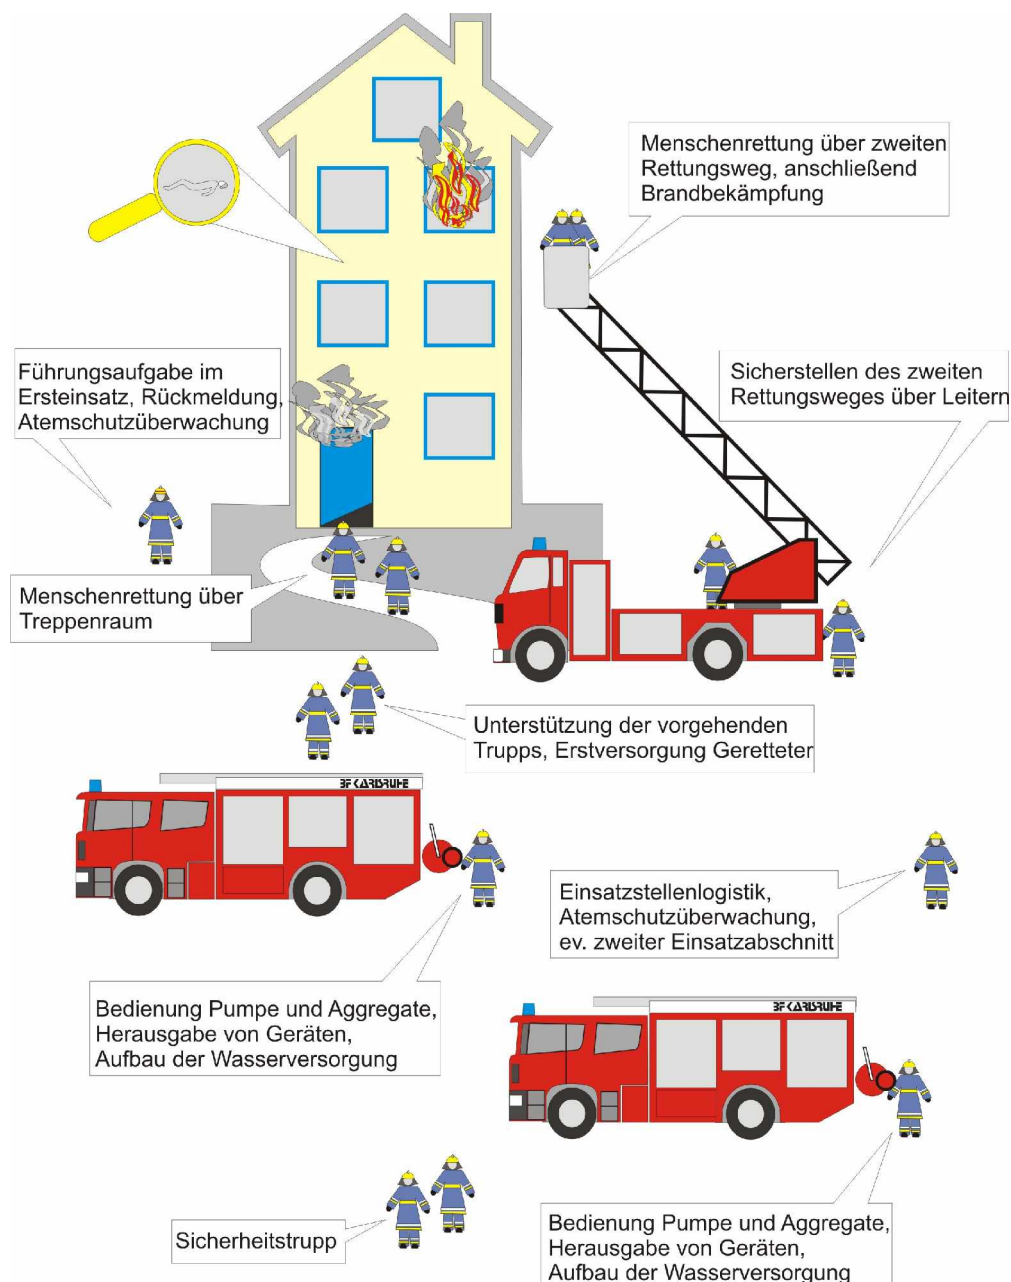 Menschenrettung über zweiten
Rettungsweg, anschließend
Brandbekämpfung
Führungsaufgabe im
Ersteinsatz, Rückmeldung,
Atemschutzüberwachung
Sicherstellen des zweiten
Rettungsweges über Leitern
Menschenrettung über
Treppenraum
Unterstützung der vorgehenden
Trupps, Erstversorgung Geretteter
BF KARLSRUHE
Einsatzstellenlogistik,
Atemschutzüberwachung,
ev. zweiter Einsatzabschnitt
Bedienung Pumpe und Aggregate,
Herausgabe von Geräten,
Aufbau der Wasserversorgung
BF KARLSRUHE
Sicherheitstrupp
Bedienung Pumpe und Aggregate,
Herausgabe von Geräten,
Aufbau der Wasserversorgung